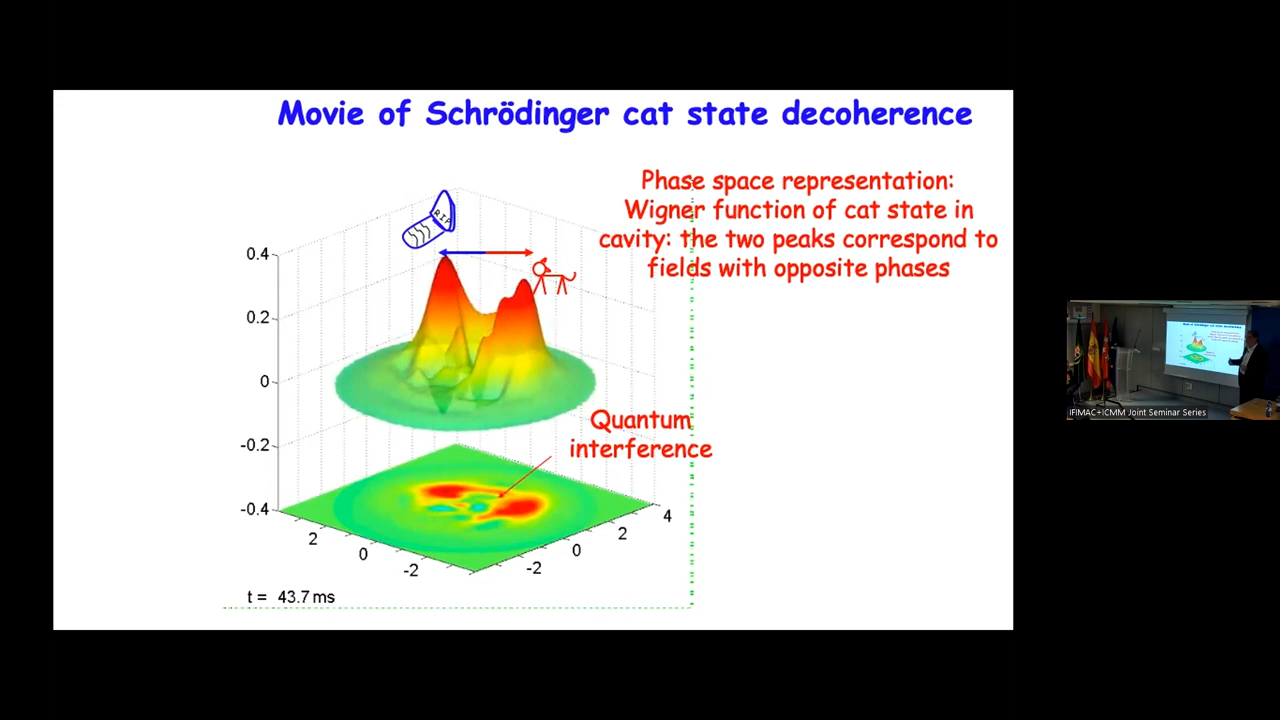 Movie of Schrödinger cat state decoherence
Phase space representation:
Wigner function of cat state in
cavity: the two peaks correspond to
fields with opposite phases
R.I.P
0.4
0.2
0
-0.2
-0.4
Quantum
interference
2
0
-2
-2
0
2
4
t = 43.7 ms
IFIMAC+ICMM Joint Seminar Series